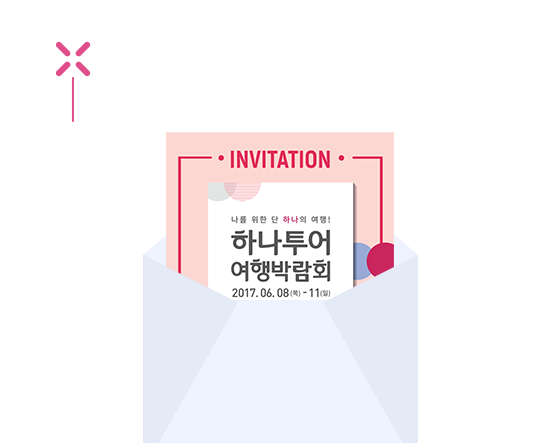 INVITATION
나를 위한 단 하나의 여행!
하나투어
여행박람회
2017. 06. 08(목) - 11(일)